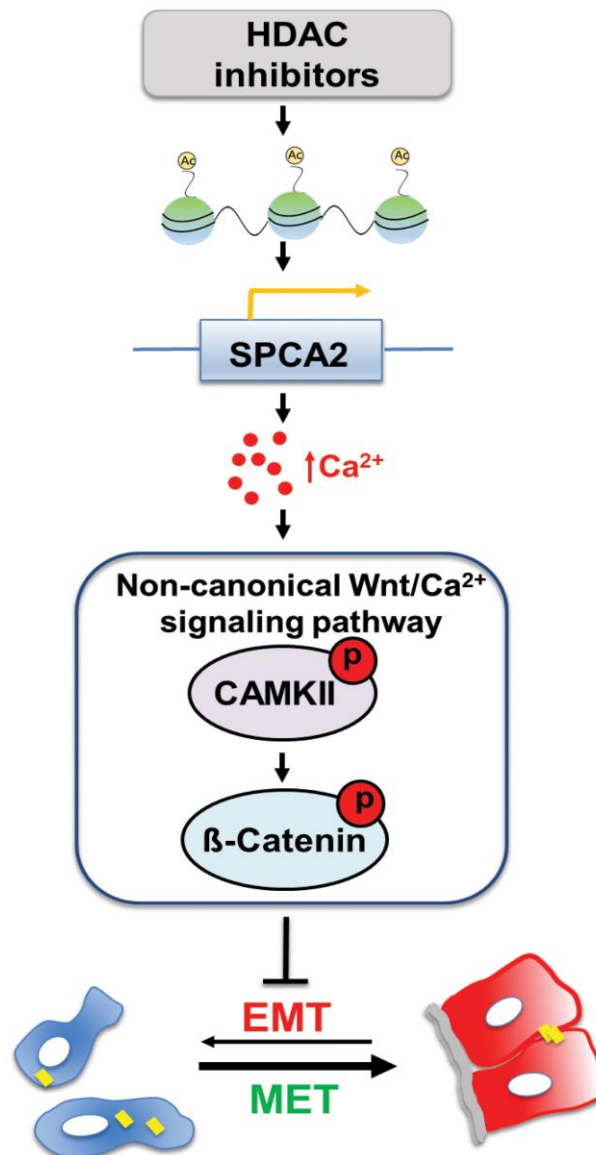 HDAC
inhibitors
Ac Ac Ac
SPCA2
↑Ca²⁺
Non-canonical Wnt/Ca²⁺
signaling pathway
p
CAMKII
p
ß-Catenin
EMT
MET